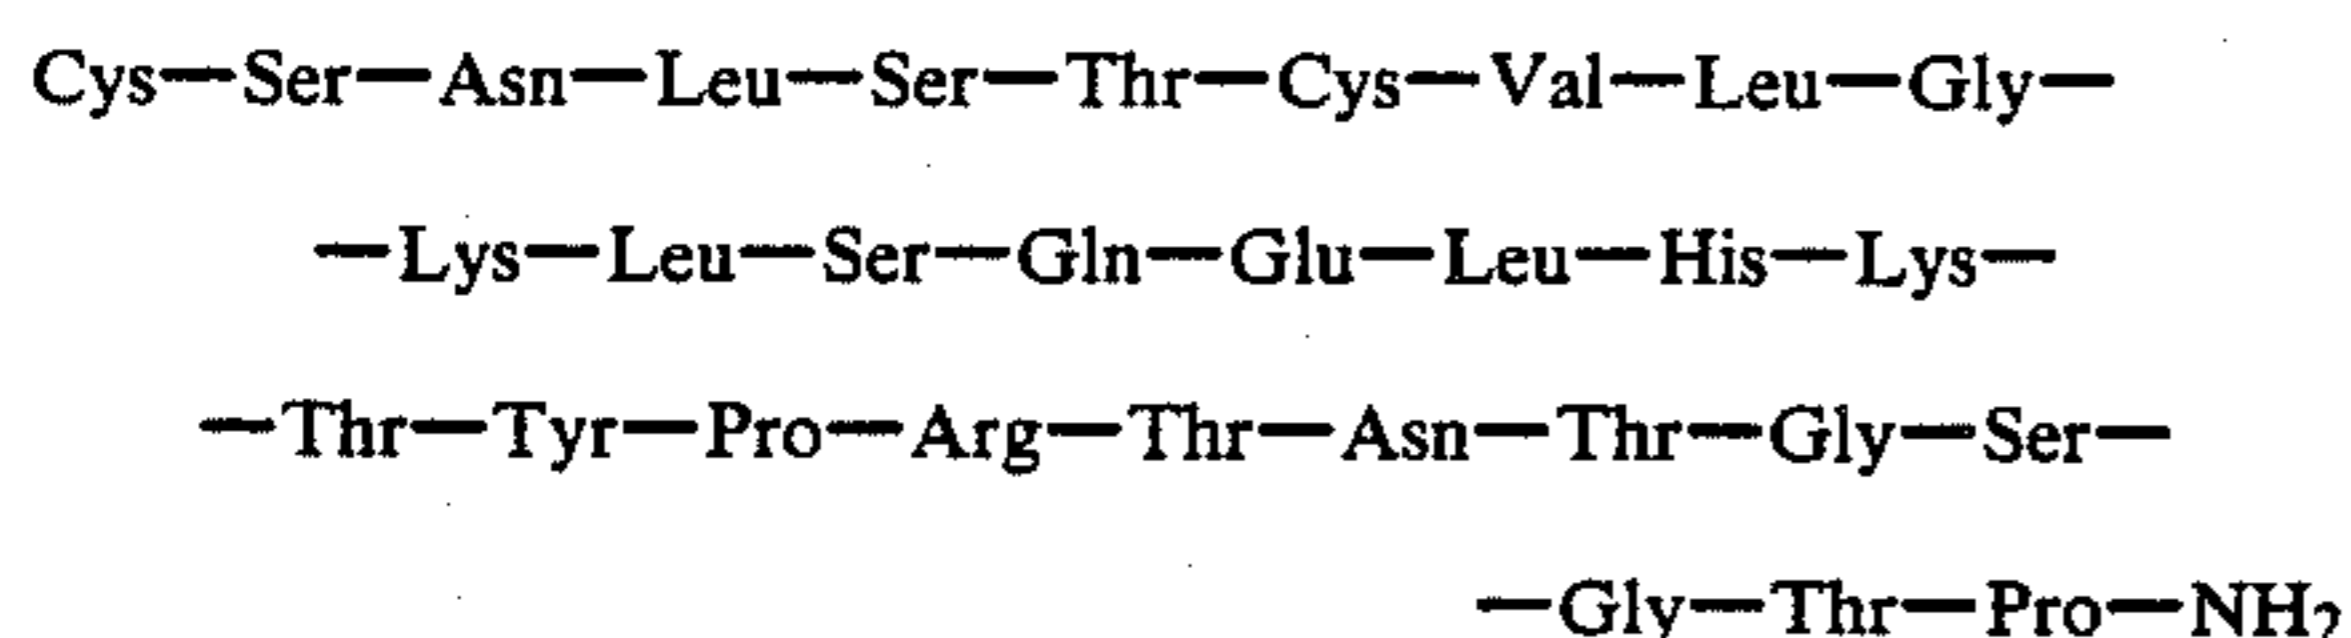 Cys—Ser—Asn—Leu—Ser—Thr—Cys—Val—Leu—Gly—
—Lys—Leu—Ser—Gln—Glu—Leu—His—Lys—
—Thr—Tyr—Pro—Arg—Thr—Asn—Thr—Gly—Ser—
—Gly—Thr—Pro—NH₂